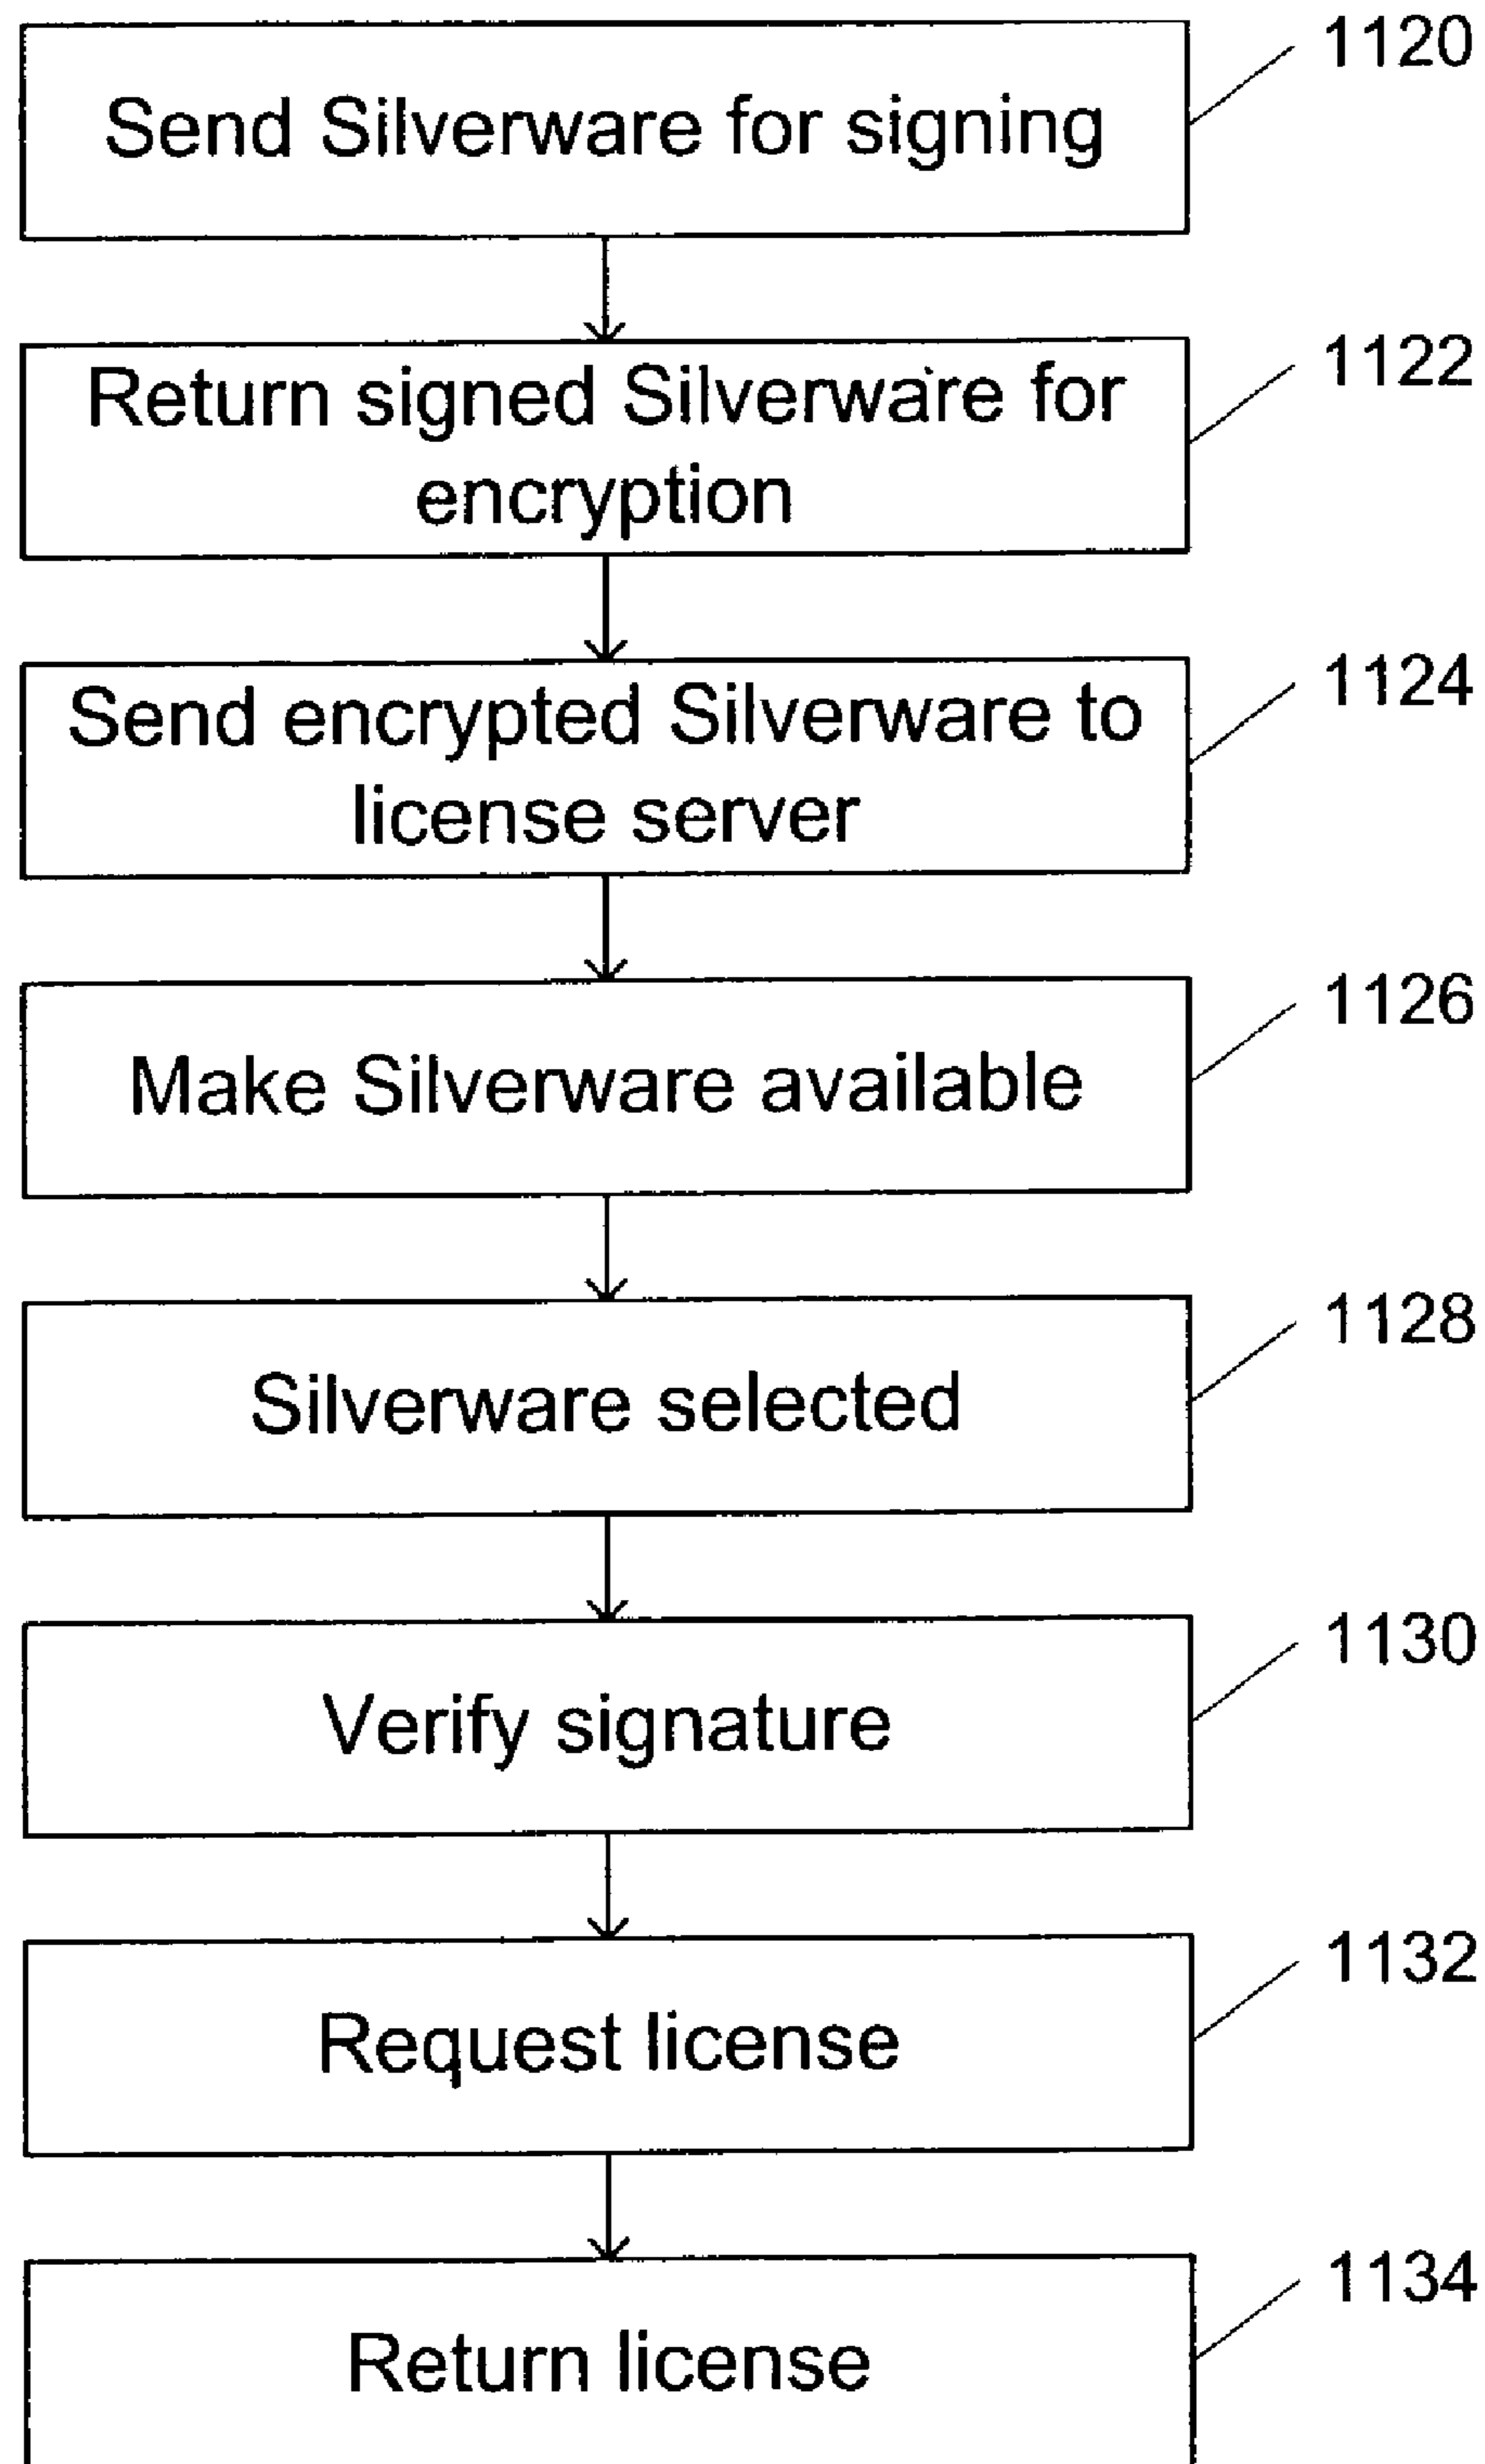 1120
Send Silverware for signing
1122
Return signed Silverware for
encryption
1124
Send encrypted Silverware to
license server
1126
Make Silverware available
1128
Silverware selected
1130
Verify signature
1132
Request license
1134
Return license